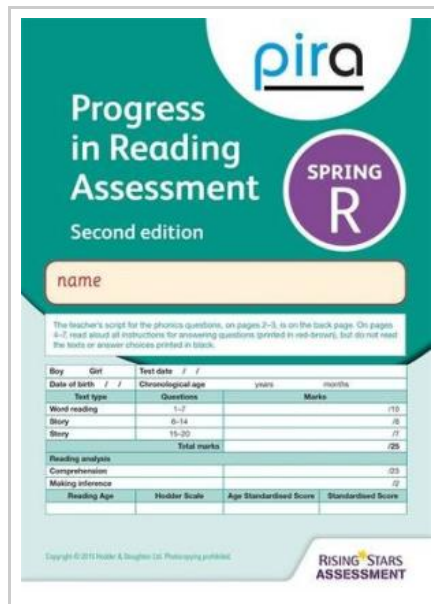 pira
Progress
in Reading
Assessment
SPRING
R
Second edition
name
The teacher's script for the phonics questions, on pages 2–3, is on the back page. On pages
4–7, read aloud all instructions for answering questions (printed in red-brown), but do not read
the texts or answer choices printed in black.
Boy Girl Test date / /
Date of birth / / Chronological age years months
Text type Questions Marks
Word reading 1–7 /10
Story 8–14 /8
Story 15–20 /7
Total marks /25
Reading analysis
Comprehension /23
Making inference /2
Reading Age Hodder Scale Age Standardised Score Standardised Score
Copyright © 2015 Hodder & Stoughton Ltd. Photocopying prohibited.
RISING STARS
ASSESSMENT